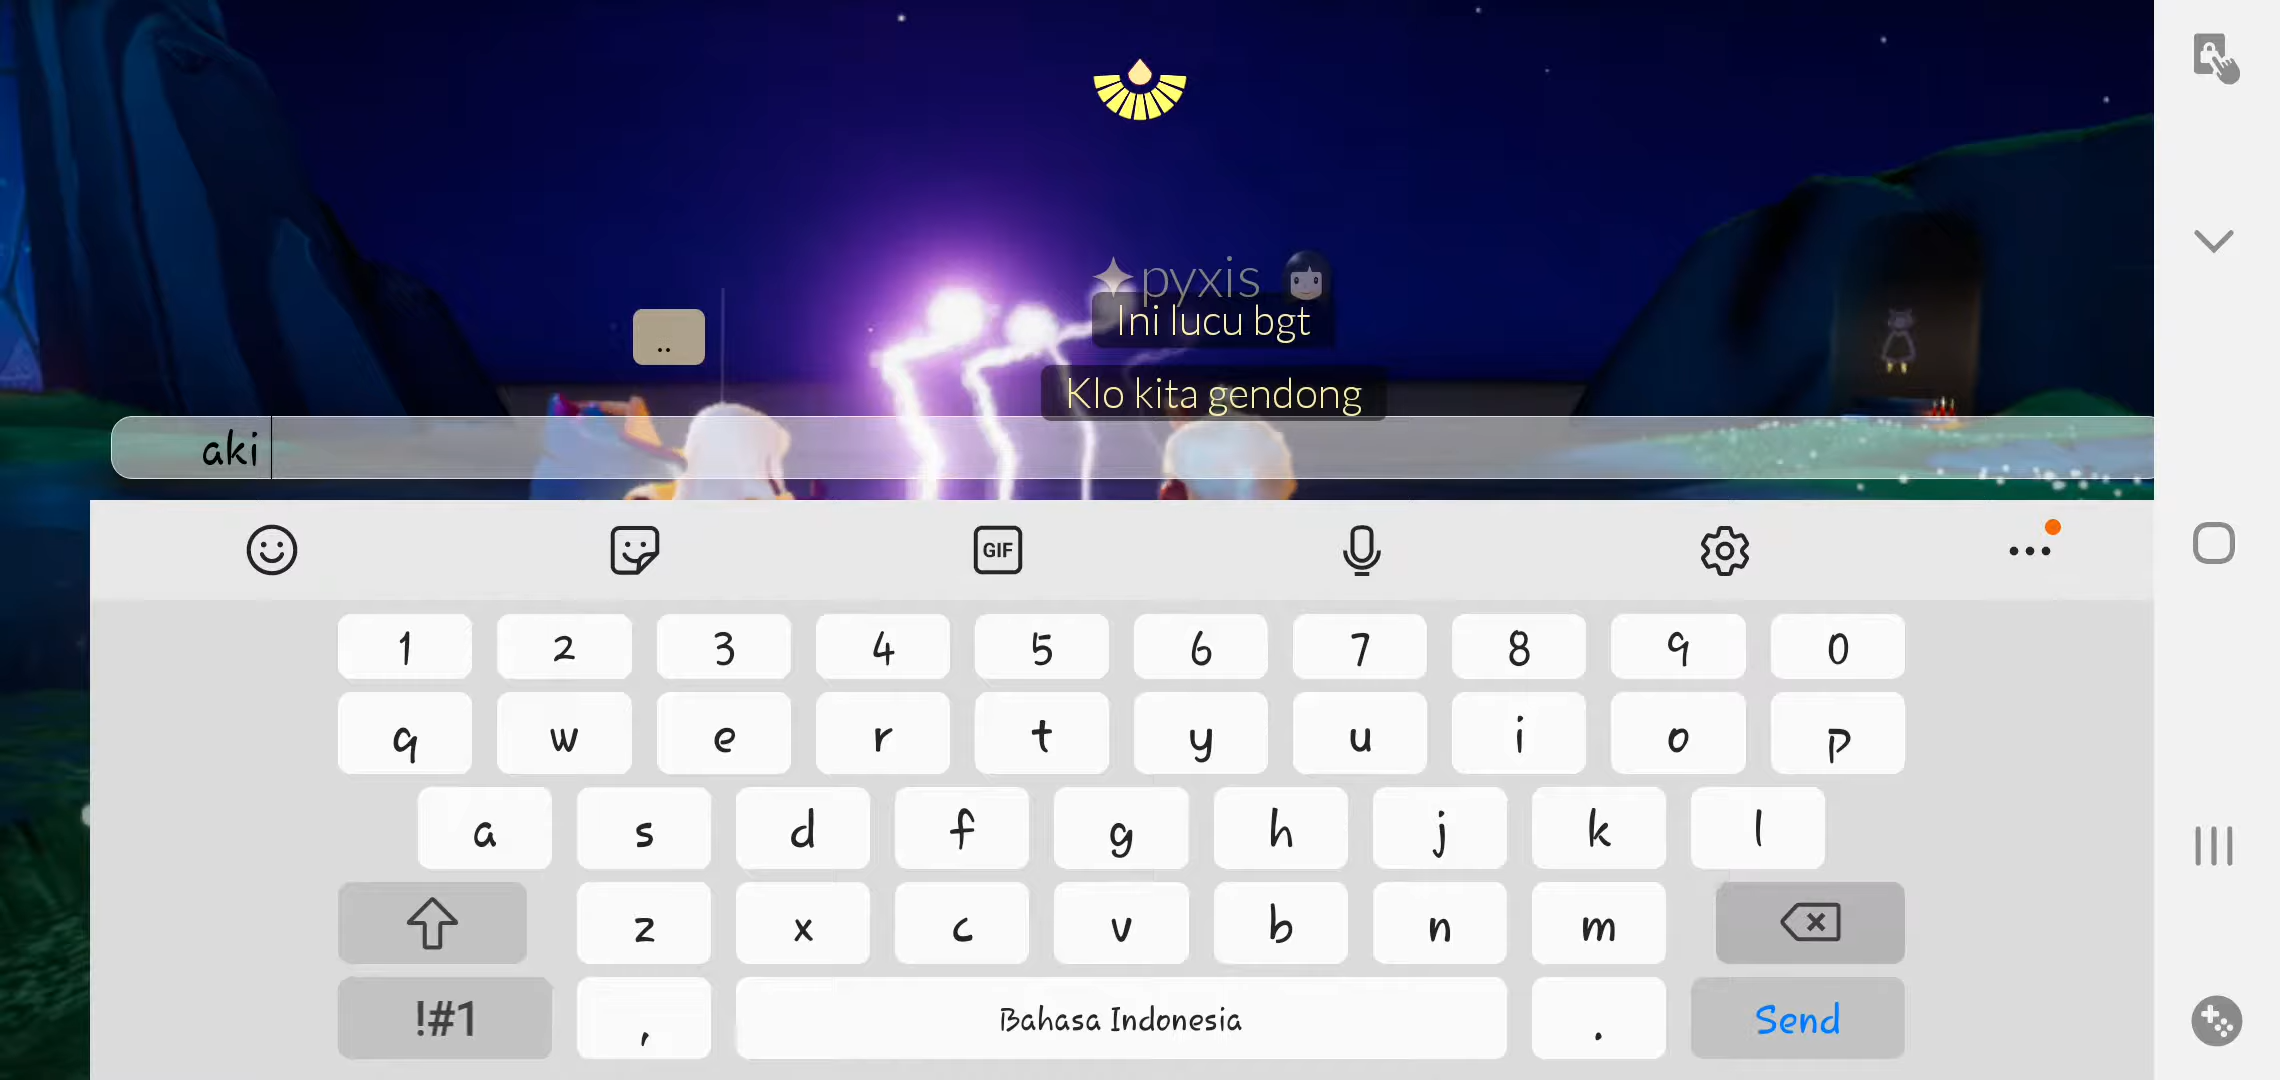 pyxis
Ini lucu bgt
..
Klo kita gendong
aki
GIF
1 2 3 4 5 6 7 8 9 0
q w e r t y u i o p
a s d f g h j k l
z x c v b n m
!#1 , Bahasa Indonesia . Send